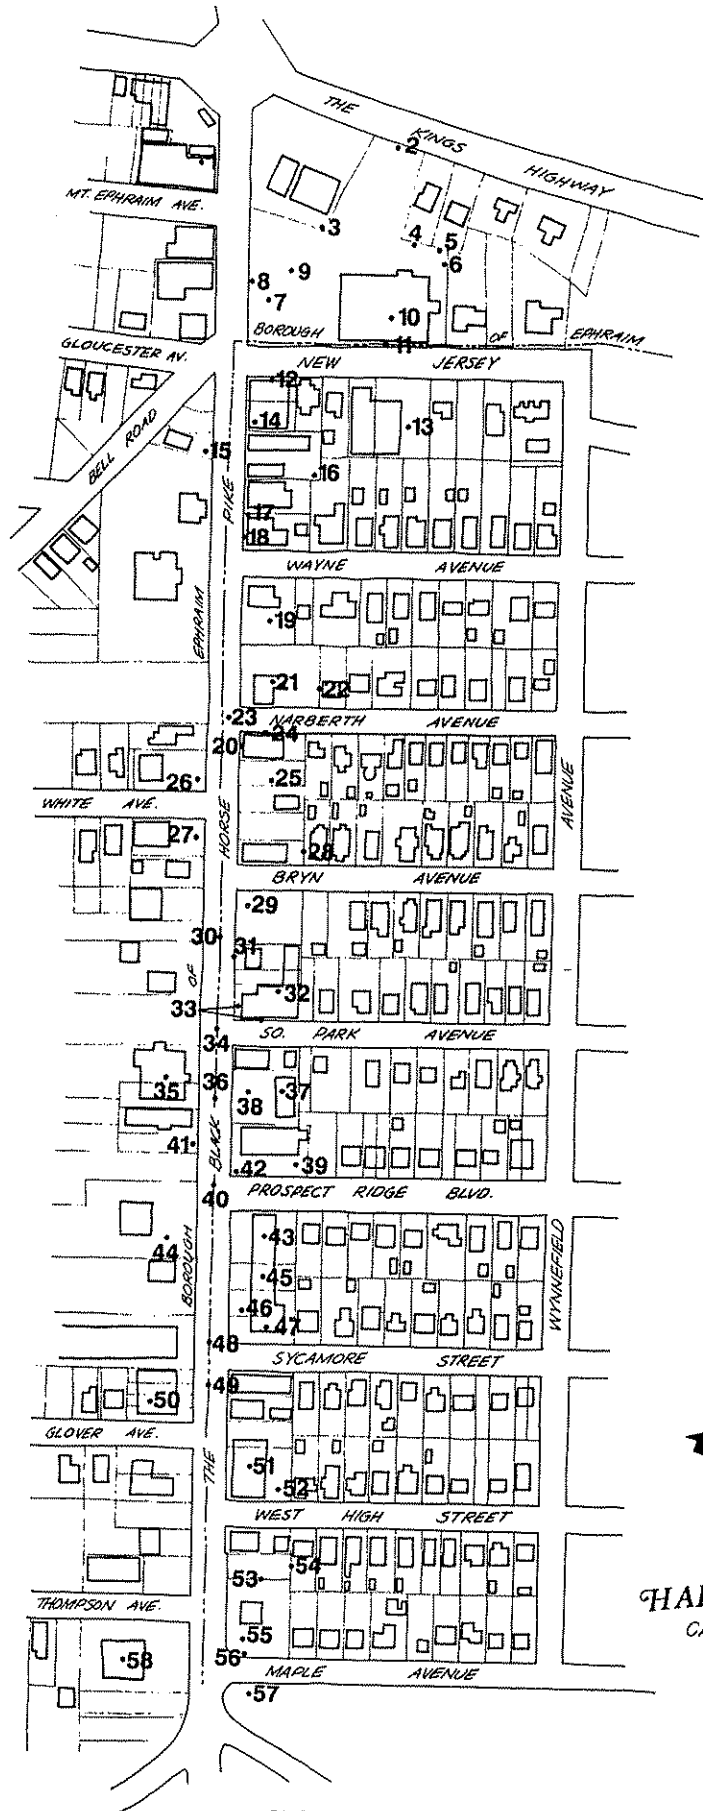 THE KINGS HIGHWAY
2
MT. EPHRAIM AVE.
3
4
5
6
9
8
7
10
BOROUGH OF EPHRAIM
11
GLOUCESTER AV.
NEW JERSEY
12
14
13
BELL ROAD
15
16
PIKE
17
18
WAYNE AVENUE
EPHRAIM
19
21
22
23
NARBERTH AVENUE
24
20
25
26
WHITE AVE.
AVENUE
27
HORSE
28
BRYN AVENUE
29
30
31
OF
32
33
SO. PARK AVENUE
34
35
36
37
38
BLACK
41
42
39
PROSPECT RIDGE BLVD.
40
43
44
BOROUGH
45
WYNNEFIELD
46
47
48
SYCAMORE STREET
49
50
GLOVER AVE.
THE
51
52
WEST HIGH STREET
54
53
THOMPSON AVE.
HA
CA
55
56
58
MAPLE AVENUE
57